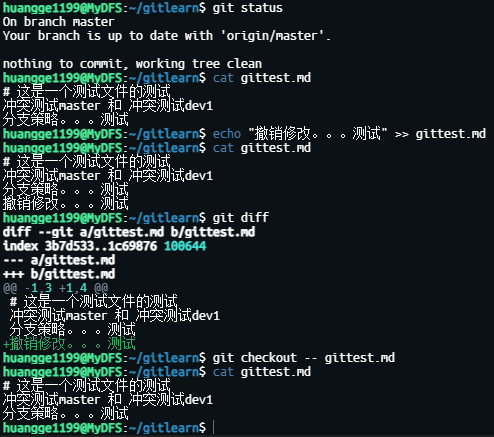 huangge1199@MyDFS:~/gitlearn$ git status
On branch master
Your branch is up to date with 'origin/master'.
nothing to commit, working tree clean
huangge1199@MyDFS:~/gitlearn$ cat gittest.md
# 这是一个测试文件的测试
冲突测试master 和 冲突测试dev1
分支策略。。。测试
huangge1199@MyDFS:~/gitlearn$ echo "撤销修改。。。测试" >> gittest.md
huangge1199@MyDFS:~/gitlearn$ cat gittest.md
# 这是一个测试文件的测试
冲突测试master 和 冲突测试dev1
分支策略。。。测试
撤销修改。。。测试
huangge1199@MyDFS:~/gitlearn$ git diff
diff --git a/gittest.md b/gittest.md
index 3b7d533..1c69876 100644
--- a/gittest.md
+++ b/gittest.md
@@ -1,3 +1,4 @@
# 这是一个测试文件的测试
冲突测试master 和 冲突测试dev1
分支策略。。。测试
+撤销修改。。。测试
huangge1199@MyDFS:~/gitlearn$ git checkout -- gittest.md
huangge1199@MyDFS:~/gitlearn$ cat gittest.md
# 这是一个测试文件的测试
冲突测试master 和 冲突测试dev1
分支策略。。。测试
huangge1199@MyDFS:~/gitlearn$